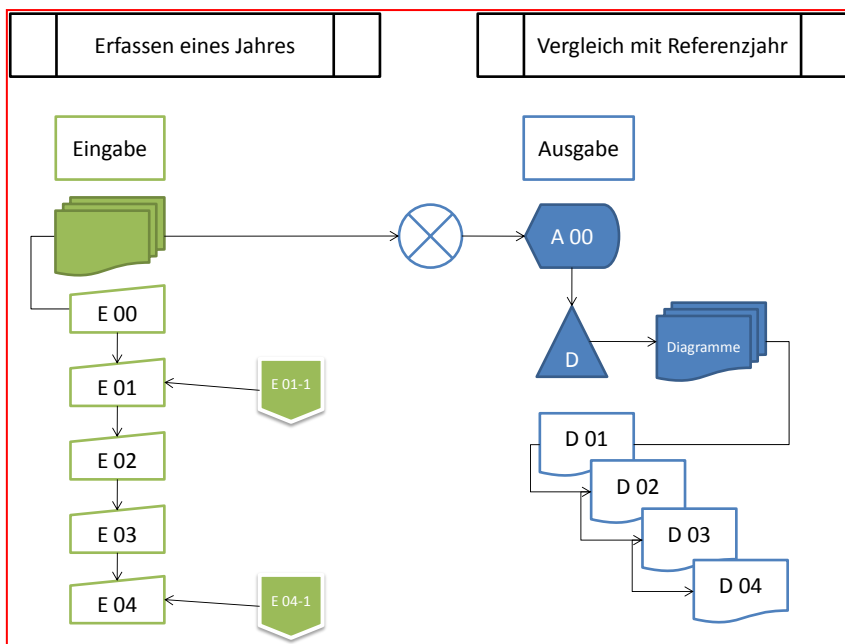 Erfassen eines Jahres
Vergleich mit Referenzjahr
Eingabe
Ausgabe
A 00
E 00
D
Diagramme
E 01
E 01-1
D 01
E 02
D 02
E 03
D 03
E 04
E 04-1
D 04